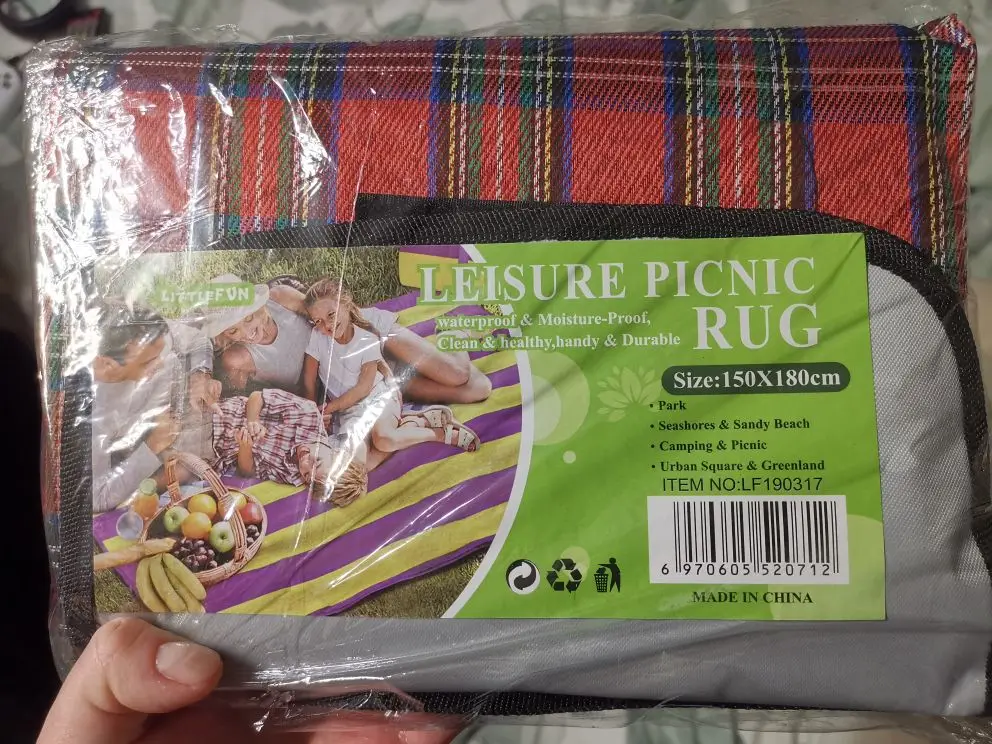 LITTLEFUN
LEISURE PICNIC
RUG
waterproof & Moisture-Proof,
Clean & healthy,handy & Durable
Size:150X180cm
• Park
• Seashores & Sandy Beach
• Camping & Picnic
• Urban Square & Greenland
ITEM NO:LF190317
6 970605 520712
MADE IN CHINA